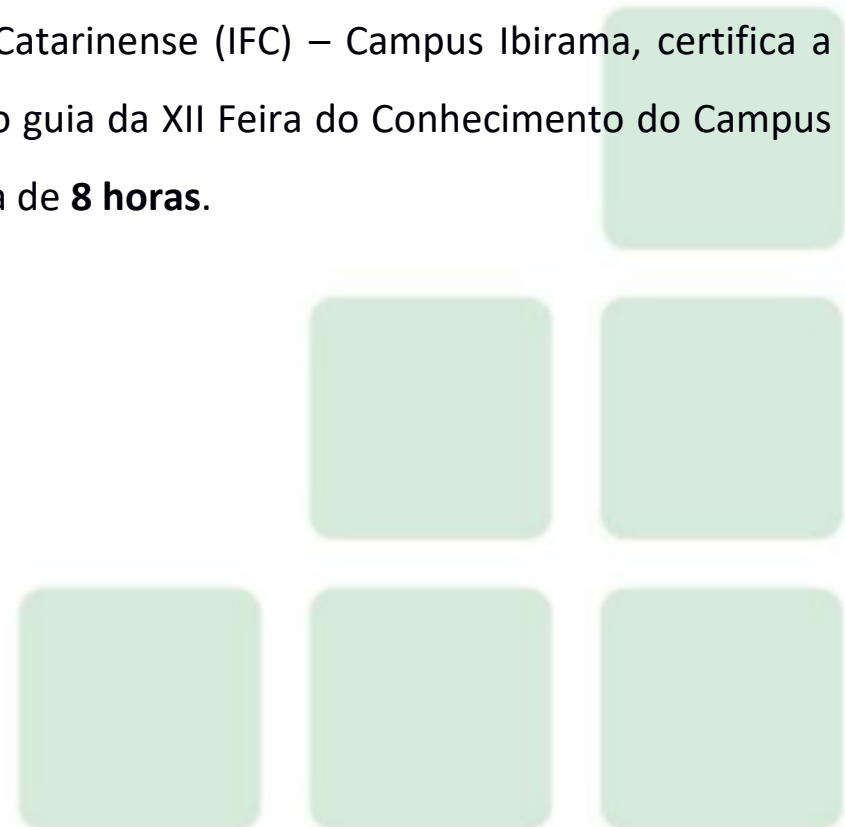 Catarinense (IFC) – Campus Ibirama, certifica a
guia da XII Feira do Conhecimento do Campus
de 8 horas.